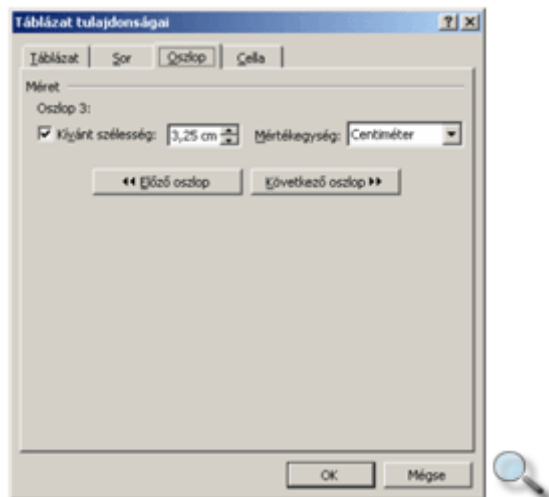 Táblázat tulajdonságai
Táblázat Sor Oszlop Cella
Méret
Oszlop 3:
Kívánt szélesség: 3,25 cm Mértékegység: Centiméter
Előző oszlop Következő oszlop
OK Mégse